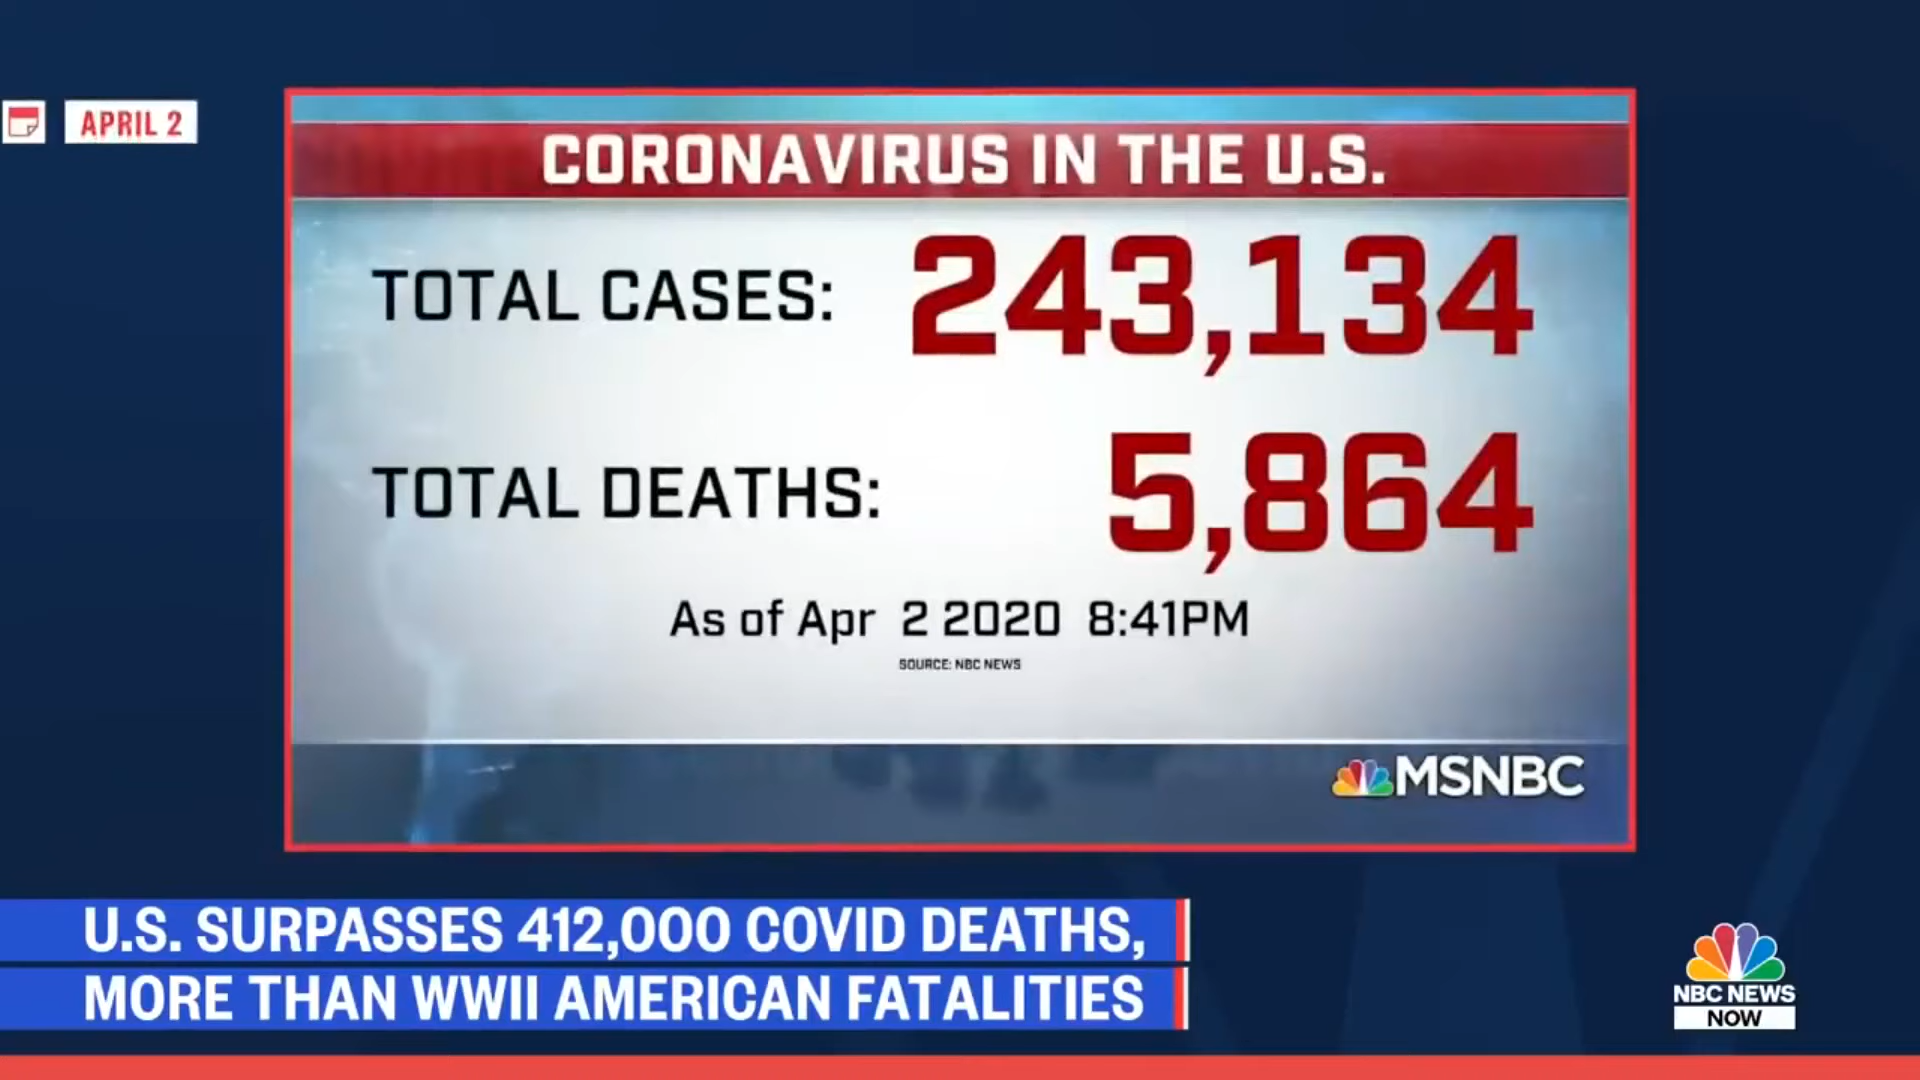 APRIL 2
CORONAVIRUS IN THE U.S.
TOTAL CASES: 243,134
TOTAL DEATHS: 5,864
As of Apr 2 2020 8:41PM
SOURCE: NBC NEWS
MSNBC
U.S. SURPASSES 412,000 COVID DEATHS,
MORE THAN WWII AMERICAN FATALITIES
NBC NEWS
NOW